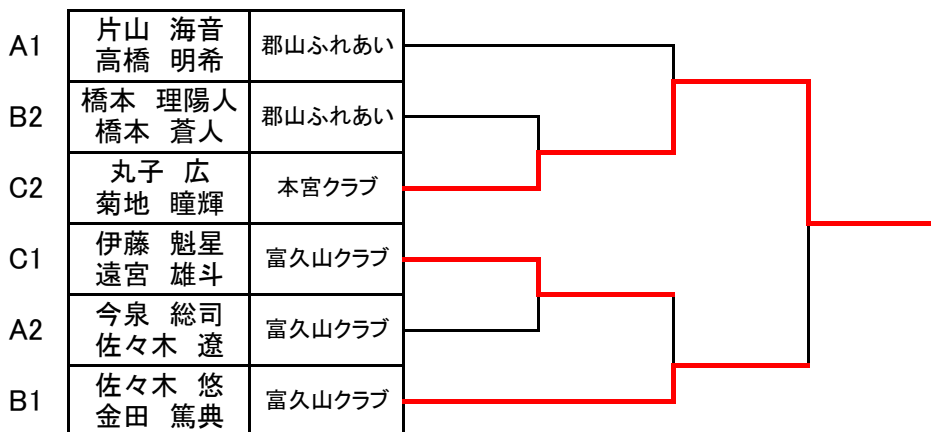 A1
片山　海音
高橋　明希
郡山ふれあい
B2
橋本　理陽人
橋本　蒼人
郡山ふれあい
C2
丸子　広
菊地　瞳輝
本宮クラブ
C1
伊藤　魁星
遠宮　雄斗
富久山クラブ
A2
今泉　総司
佐々木　遼
富久山クラブ
B1
佐々木　悠
金田　篤典
富久山クラブ